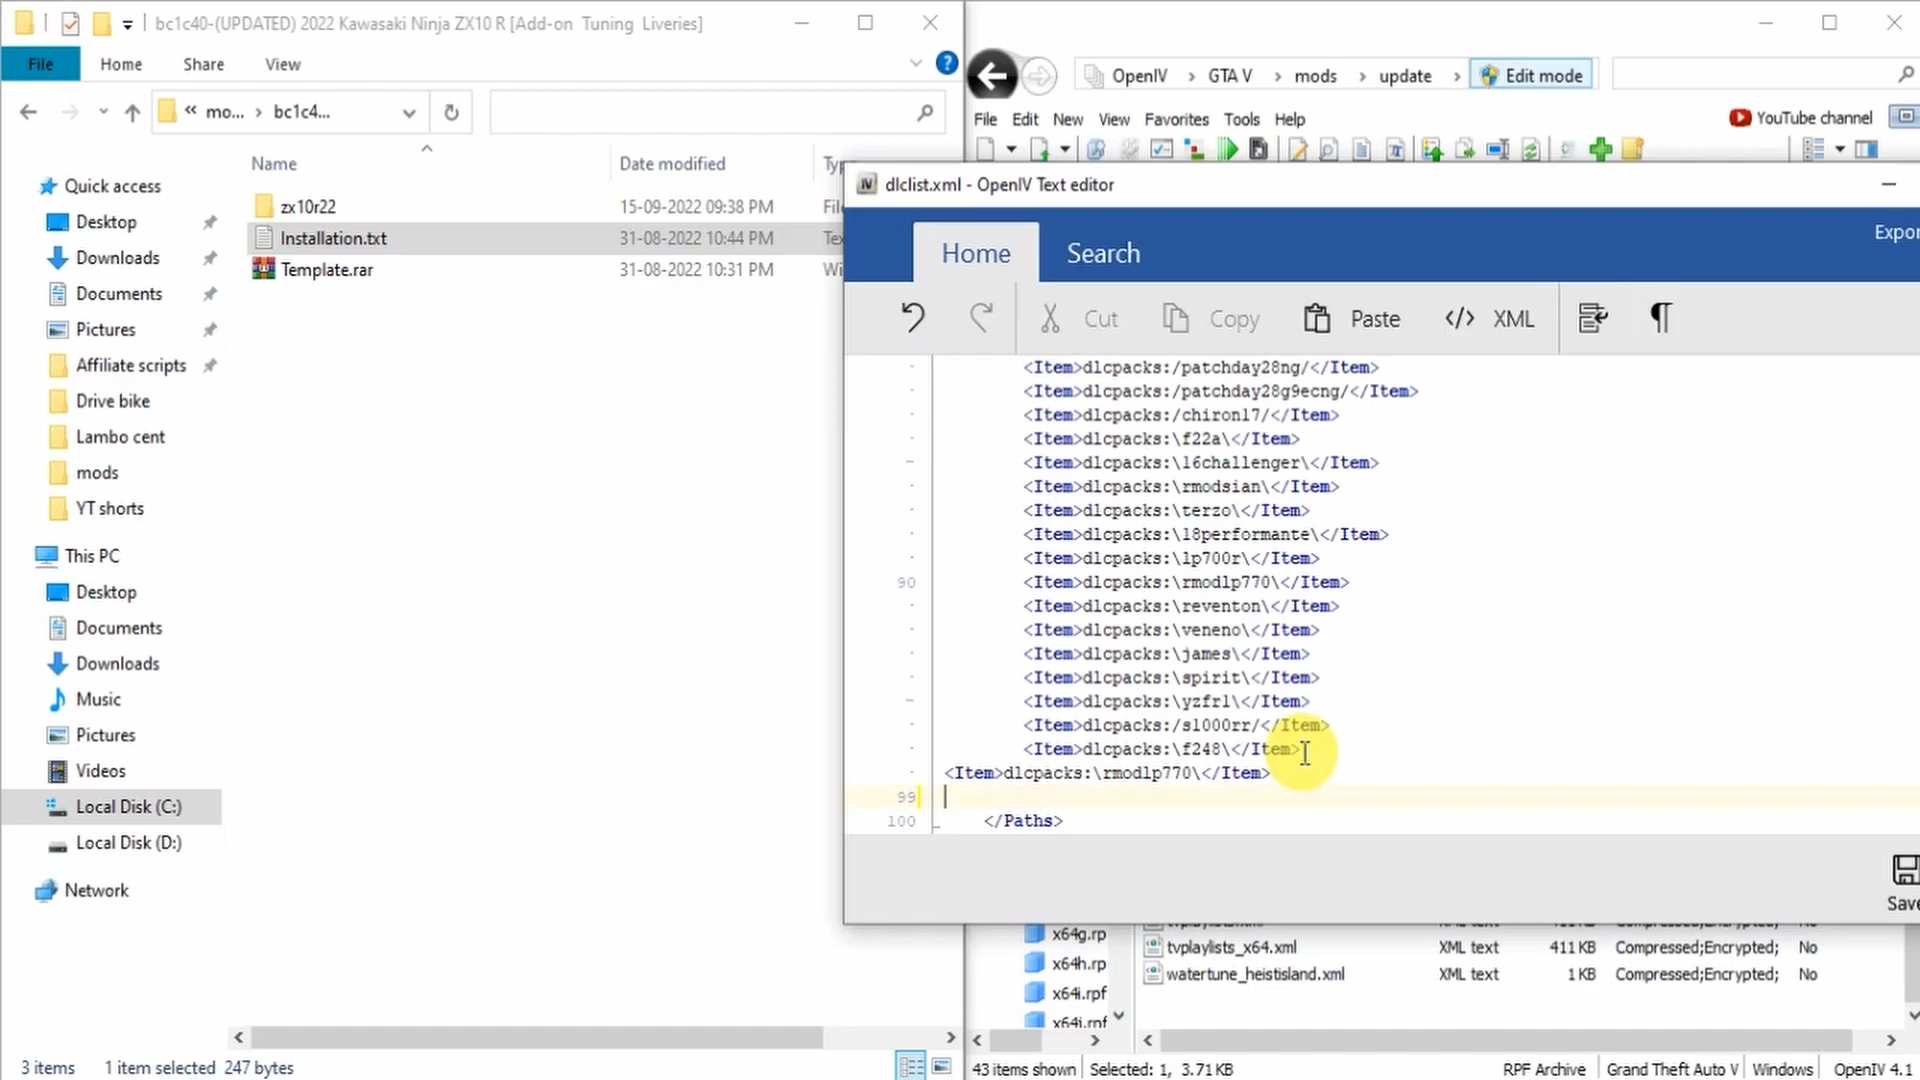 bc1c40-(UPDATED) 2022 Kawasaki Ninja ZX10 R [Add-on Tuning Liveries]
File Home Share View
« mo... › bc1c4...
Name Date modified
zx10r22 15-09-2022 09:38 PM
Installation.txt 31-08-2022 10:44 PM
Template.rar 31-08-2022 10:31 PM
Quick access
Desktop
Downloads
Documents
Pictures
Affiliate scripts
Drive bike
Lambo cent
mods
YT shorts
This PC
Desktop
Documents
Downloads
Music
Pictures
Videos
Local Disk (C:)
Local Disk (D:)
Network
3 items 1 item selected 247 bytes
OpenIV › GTA V › mods › update › Edit mode
File Edit New View Favorites Tools Help
YouTube channel
IV dlclist.xml - OpenIV Text editor
Home Search
Cut Copy Paste </> XML
<Item>dlcpacks:/patchday28ng/</Item>
<Item>dlcpacks:/patchday28g9ecng/</Item>
<Item>dlcpacks:/chiron17/</Item>
<Item>dlcpacks:\f22a\</Item>
<Item>dlcpacks:\16challenger\</Item>
<Item>dlcpacks:\rmodsian\</Item>
<Item>dlcpacks:\terzo\</Item>
<Item>dlcpacks:\18performante\</Item>
<Item>dlcpacks:\lp700r\</Item>
90 <Item>dlcpacks:\rmodlp770\</Item>
<Item>dlcpacks:\reventon\</Item>
<Item>dlcpacks:\veneno\</Item>
<Item>dlcpacks:\james\</Item>
<Item>dlcpacks:\spirit\</Item>
<Item>dlcpacks:\yzfr1\</Item>
<Item>dlcpacks:/s1000rr/</Item>
<Item>dlcpacks:\f248\</Item>
<Item>dlcpacks:\rmodlp770\</Item>
99
100 </Paths>
Save
x64g.rp
x64h.rp
x64i.rpf
tvplaylists_x64.xml XML text 411 KB Compressed;Encrypted; No
watertune_heistisland.xml XML text 1 KB Compressed;Encrypted; No
43 items shown Selected: 1, 3.71 KB
RPF Archive Grand Theft Auto V Windows OpenIV 4.1